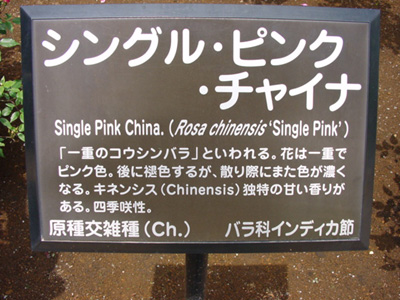 シングル・ピンク
・チャイナ
Single Pink China. (Rosa chinensis 'Single Pink')
「一重のコウシンバラ」といわれる。花は一重で
ピンク色。後に褪色するが、散り際にまた色が濃く
なる。キネンシス(Chinensis)独特の甘い香りが
ある。四季咲性。
原種交雑種(Ch.) バラ科インディカ節